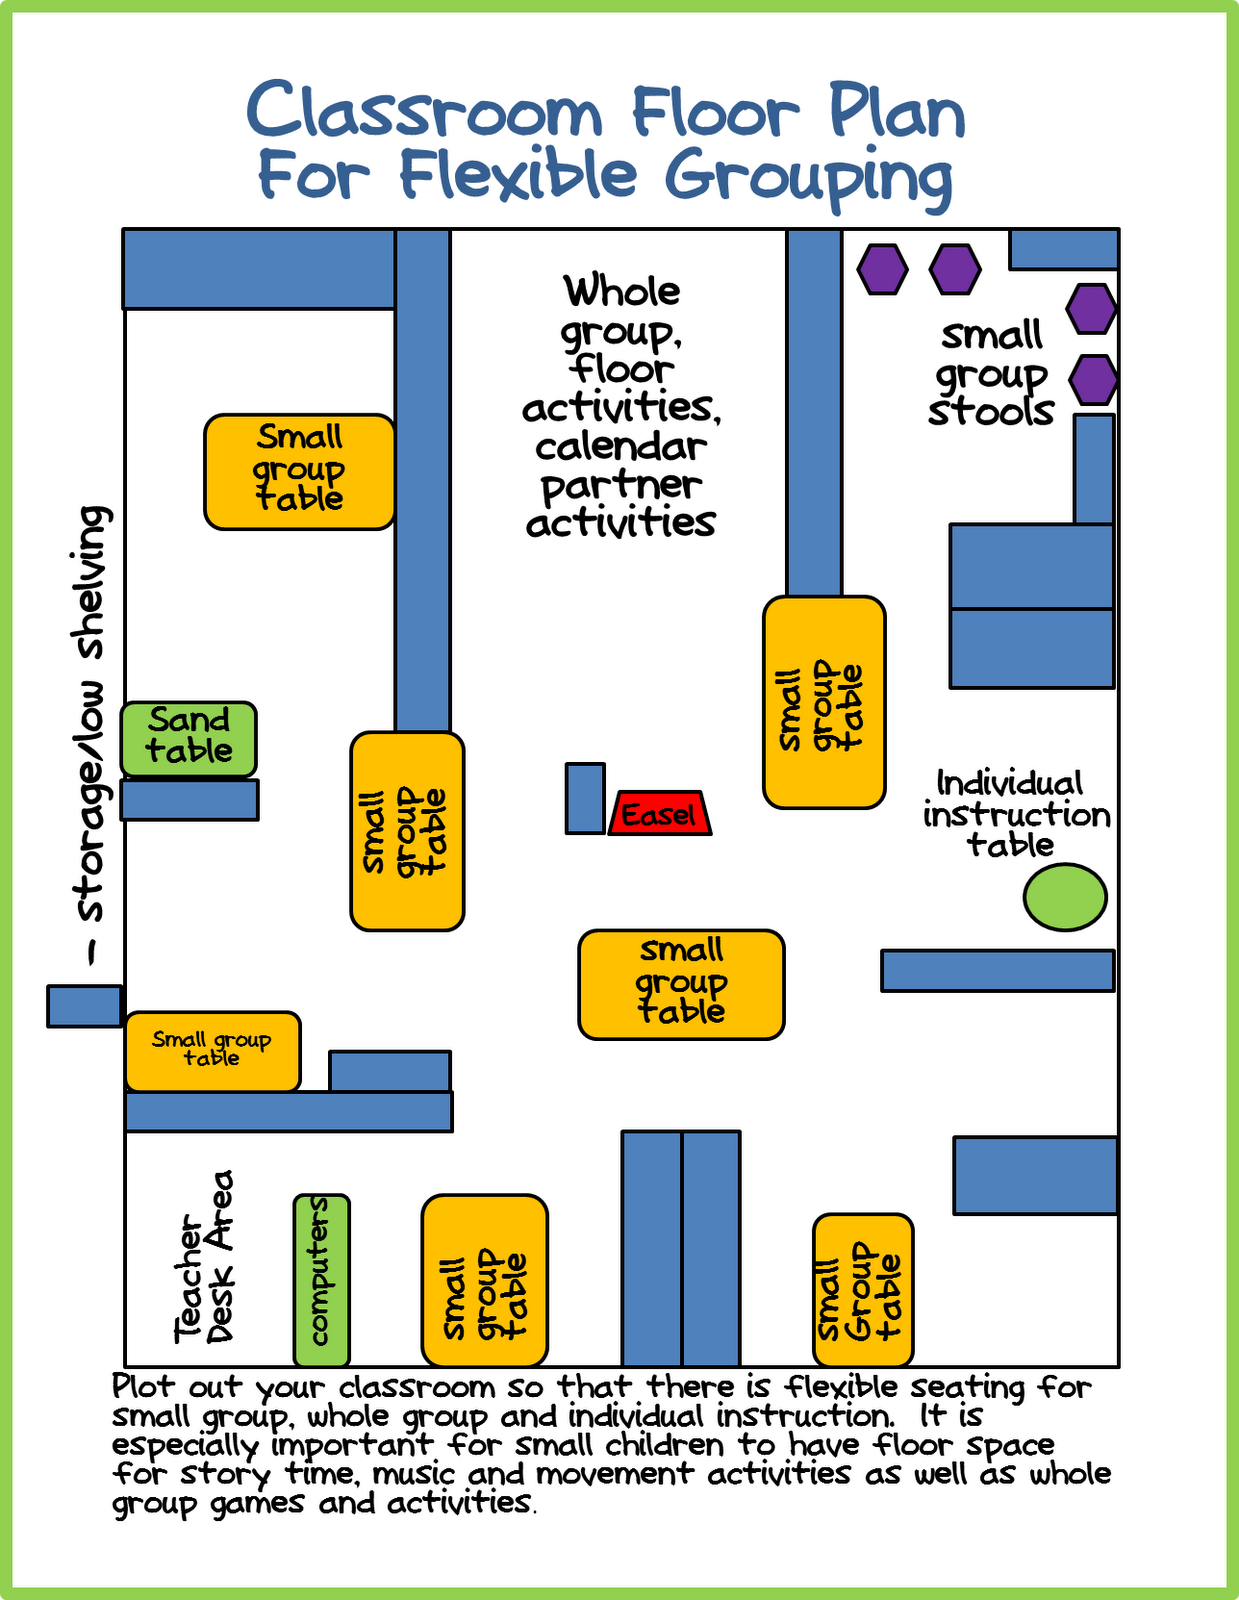 Classroom Floor Plan
For Flexible Grouping
Whole
group,
floor
activities,
calendar
partner
activities
small
group
stools
Small
group
table
- storage/low shelving
Sand
table
small
group
table
small
group
table
Easel
Individual
instruction
table
small
group
table
Small group
table
Teacher
Desk Area
computers
small
group
table
small
Group
table
Plot out your classroom so that there is flexible seating for
small group, whole group and individual instruction.  It is
especially important for small children to have floor space
for story time, music and movement activities as well as whole
group games and activities.